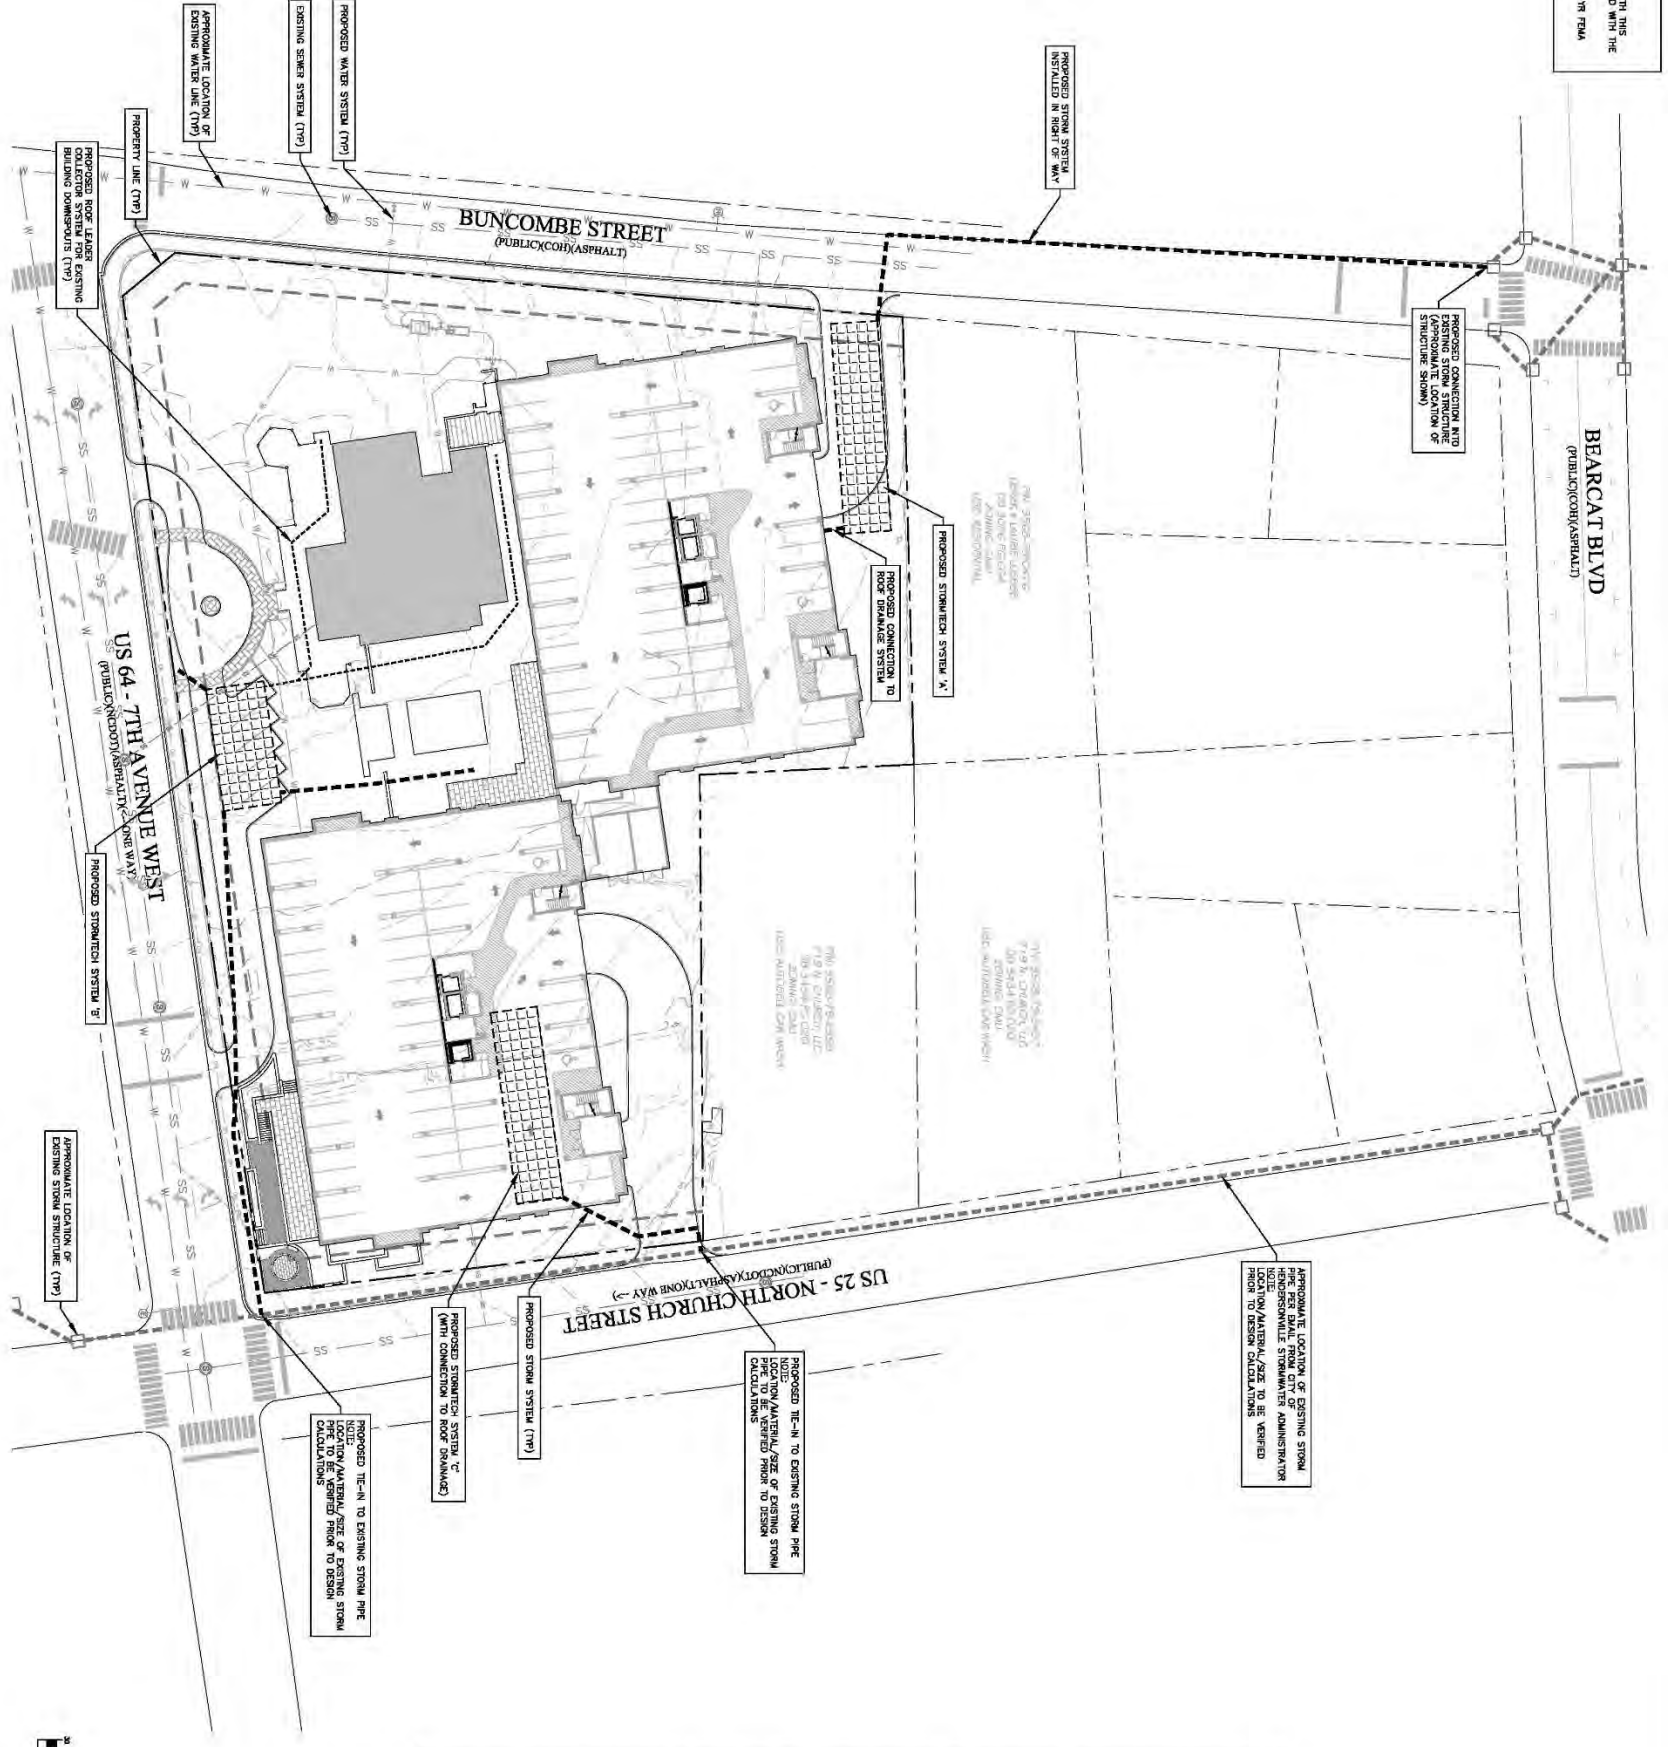 TH THIS
D WITH THE
YR FEMA
PROPOSED WATER SYSTEM (TYP)
EXISTING SEWER SYSTEM (TYP)
APPROXIMATE LOCATION OF
EXISTING WATER LINE (TYP)
PROPERTY LINE (TYP)
PROPOSED ROOF LEADER
COLLECTOR SYSTEM FOR EXISTING
BUILDING DOWNSPOUTS (TYP)
PROPOSED STORM SYSTEM
INSTALLED IN RIGHT OF WAY
BUNCOMBE STREET
(PUBLIC)(COH)(ASPHALT)
PROPOSED CONNECTION INTO
EXISTING STORM STRUCTURE
(APPROXIMATE LOCATION OF
STRUCTURE SHOWN)
BEARCAT BLVD
(PUBLIC)(COH)(ASPHALT)
PROPOSED STORMTECH SYSTEM 'A'
PROPOSED CONNECTION TO
ROOF DRAINAGE SYSTEM
US 64 - 7TH AVENUE WEST
(PUBLIC)(NCDOT)(ASPHALT)(<-ONE WAY)
PROPOSED STORMTECH SYSTEM 'B'
APPROXIMATE LOCATION OF
EXISTING STORM STRUCTURE (TYP)
US 25 - NORTH CHURCH STREET
(PUBLIC)(NCDOT)(ASPHALT)(ONE WAY -->)
PROPOSED STORM SYSTEM (TYP)
PROPOSED STORMTECH SYSTEM 'C'
(WITH CONNECTION TO ROOF DRAINAGE)
APPROXIMATE LOCATION OF EXISTING STORM
PIPE PER EMAIL FROM CITY OF
HENDERSONVILLE STORMWATER ADMINISTRATOR
NOTE:
LOCATION/MATERIAL/SIZE TO BE VERIFIED
PRIOR TO DESIGN CALCULATIONS
PROPOSED TIE-IN TO EXISTING STORM PIPE
NOTE:
LOCATION/MATERIAL/SIZE OF EXISTING STORM
PIPE TO BE VERIFIED PRIOR TO DESIGN
CALCULATIONS
PROPOSED TIE-IN TO EXISTING STORM PIPE
NOTE:
LOCATION/MATERIAL/SIZE OF EXISTING STORM
PIPE TO BE VERIFIED PRIOR TO DESIGN
CALCULATIONS